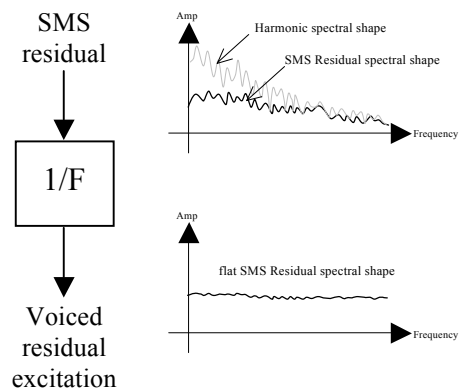 SMS
residual
1/F
Voiced
residual
excitation
Amp
Harmonic spectral shape
SMS Residual spectral shape
Frequency
Amp
flat SMS Residual spectral shape
Frequency